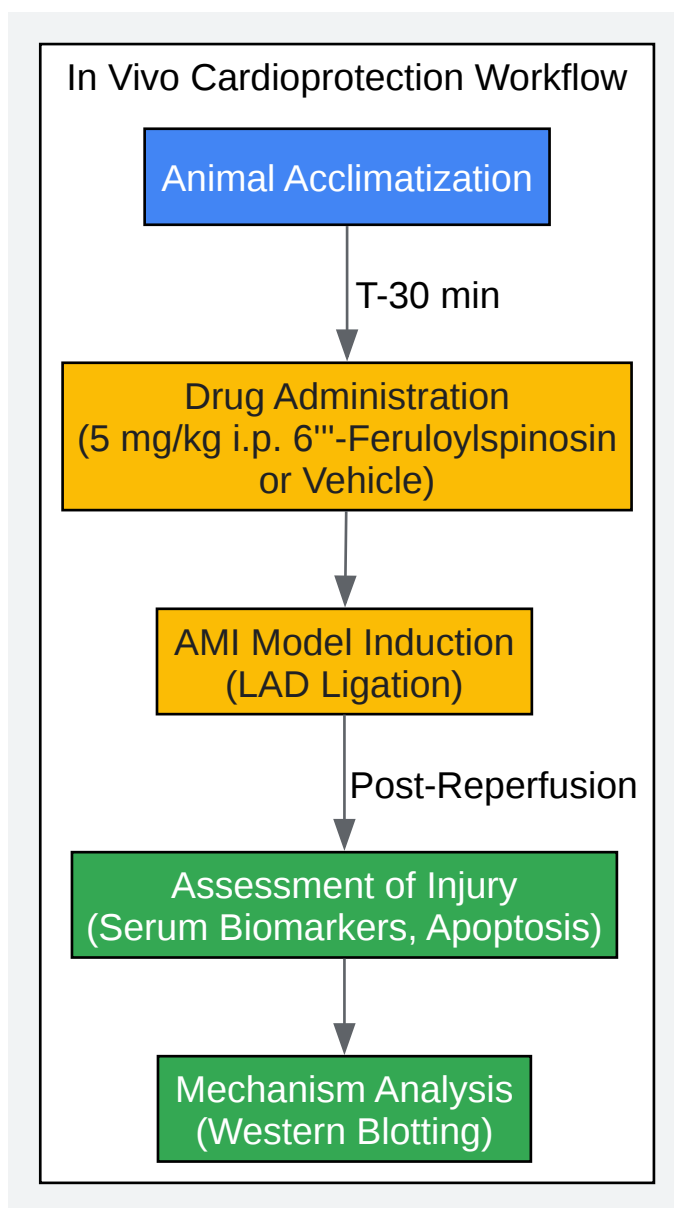 In Vivo Cardioprotection Workflow
Animal Acclimatization
T-30 min
Drug Administration
(5 mg/kg i.p. 6'''-Feruloylspinosin
or Vehicle)
AMI Model Induction
(LAD Ligation)
Post-Reperfusion
Assessment of Injury
(Serum Biomarkers, Apoptosis)
Mechanism Analysis
(Western Blotting)